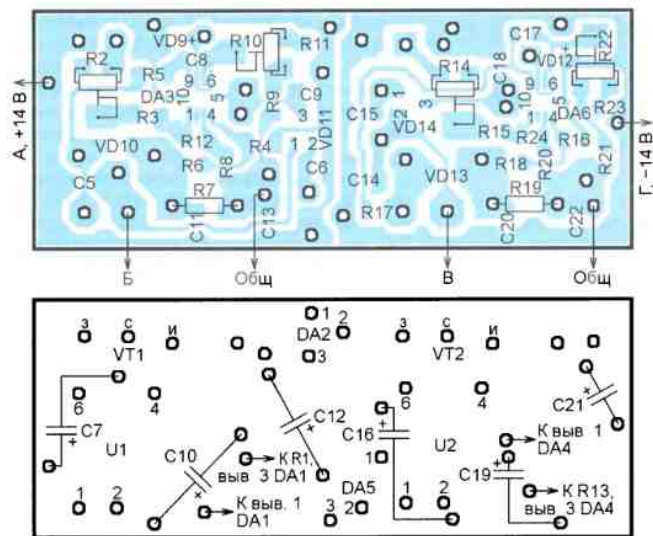 А, +14 В
R2
VD9+
C8
R10
R11
C17
C18
VD12
R22
R5
9 6
R14
9 6
DA3
10
5
R9
C9
C15
10
5
DA6
R23
R3
1 4
3
1 2
3
VD14
R15
1 4
R24
R16
VD10
R12
R6
R8
R4
1 2
VD11
C6
C14
VD13
R18
R20
R21
C5
R7
C11
C13
R17
R19
C20
C22
Г, −14 В
Б
Общ
В
Общ
з с и
VT1
1
DA2 2
3
з с и
VT2
6
4
C7
U1
C12
6
4
C16
U2
C21
C10
К R1,
выв. 3 DA1
К выв. 1
DA4
C19
1 2
К выв. 1
DA1
1
DA5
3 2
1 2
К R13,
выв. 3 DA4